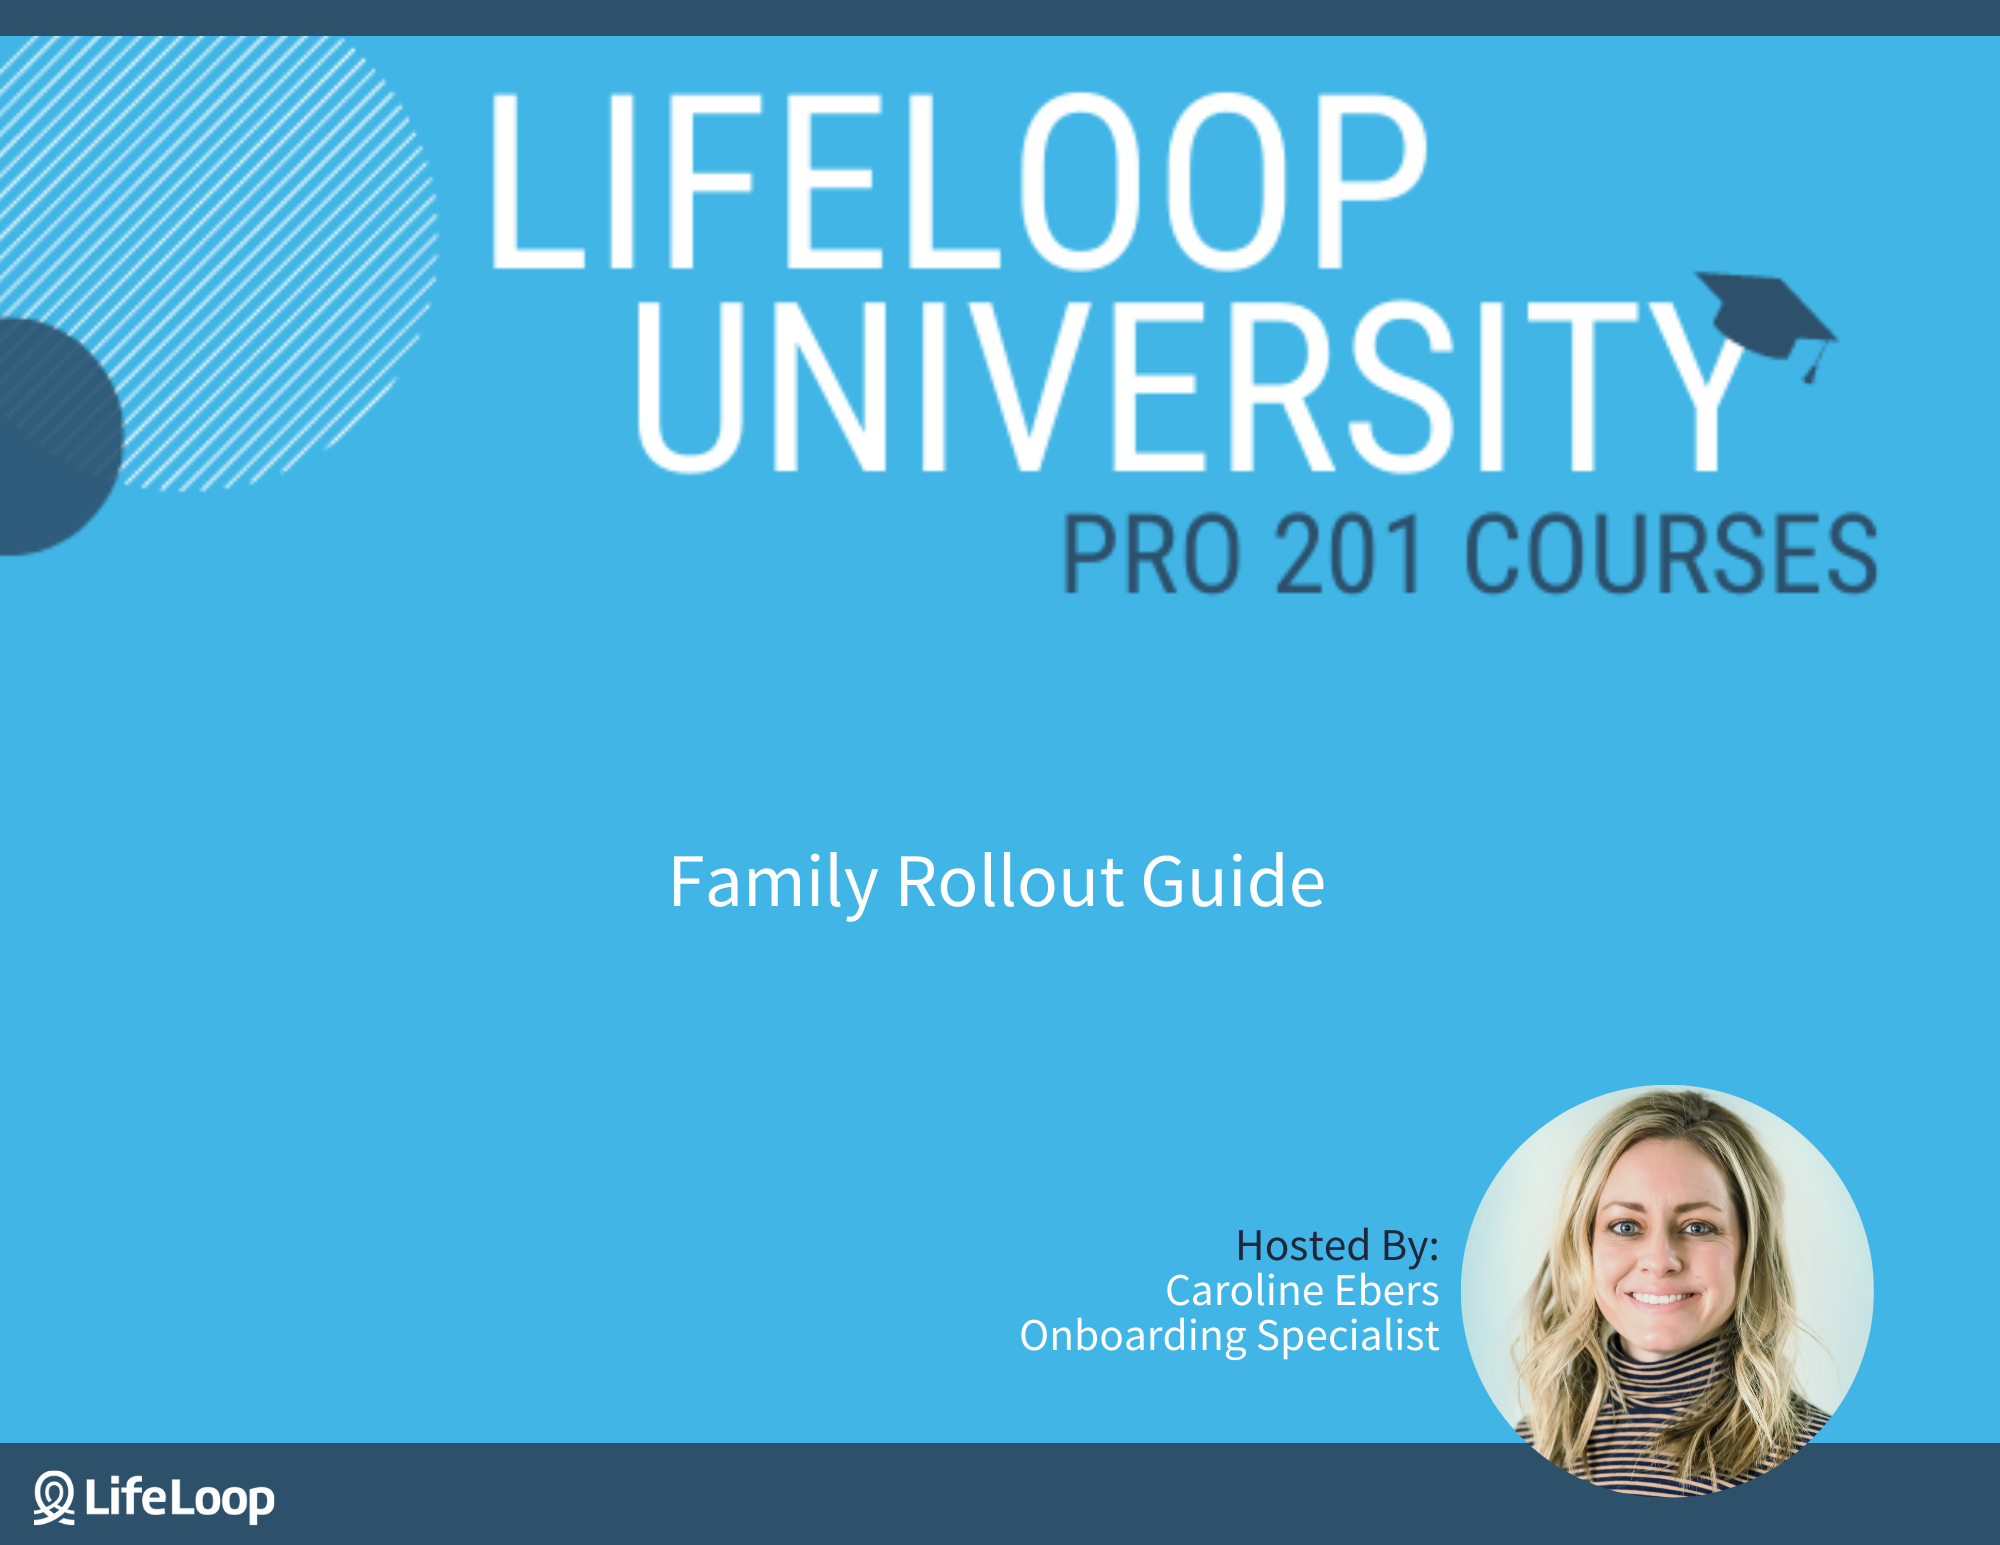 LIFELOOP
UNIVERSITY
PRO 201 COURSES
Family Rollout Guide
Hosted By:
Caroline Ebers
Onboarding Specialist
LifeLoop